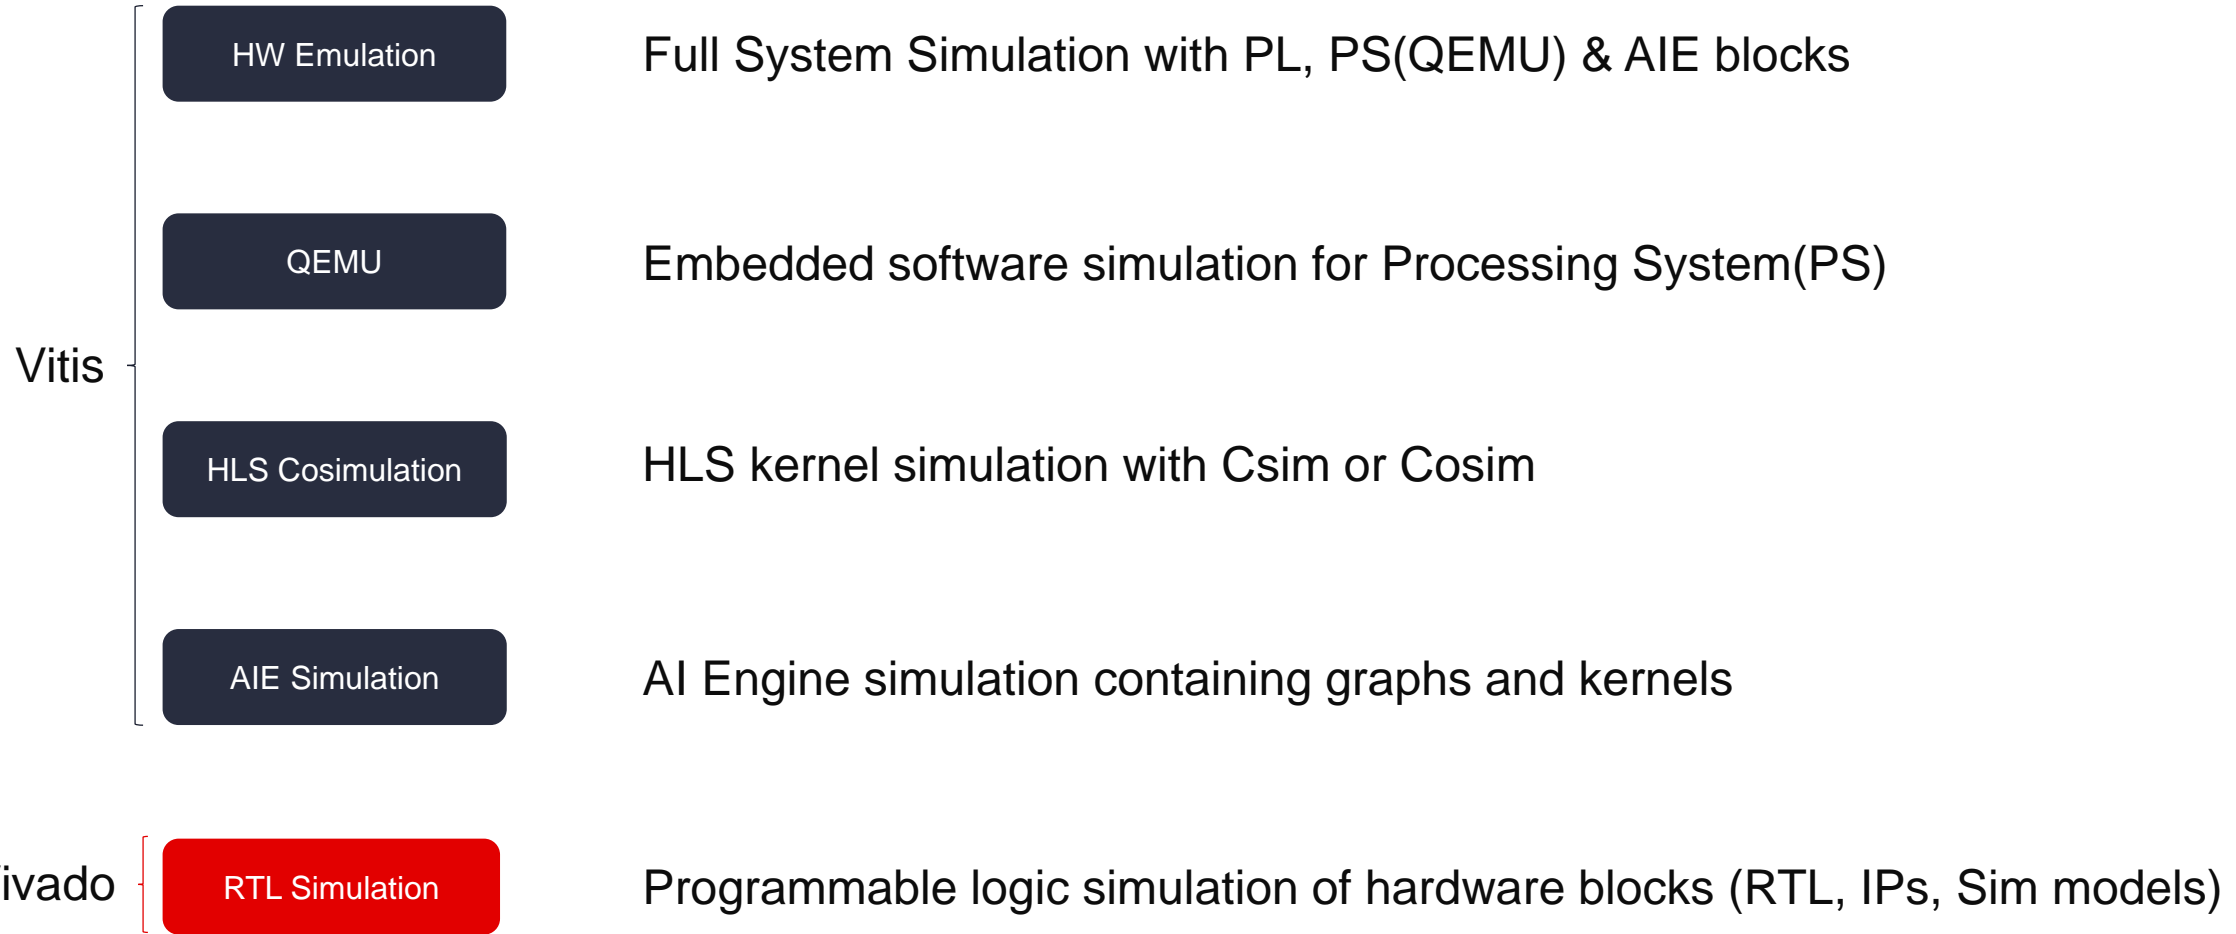 HW Emulation
Full System Simulation with PL, PS(QEMU) & AIE blocks
QEMU
Embedded software simulation for Processing System(PS)
Vitis
HLS Cosimulation
HLS kernel simulation with Csim or Cosim
AIE Simulation
AI Engine simulation containing graphs and kernels
ivado
RTL Simulation
Programmable logic simulation of hardware blocks (RTL, IPs, Sim models)